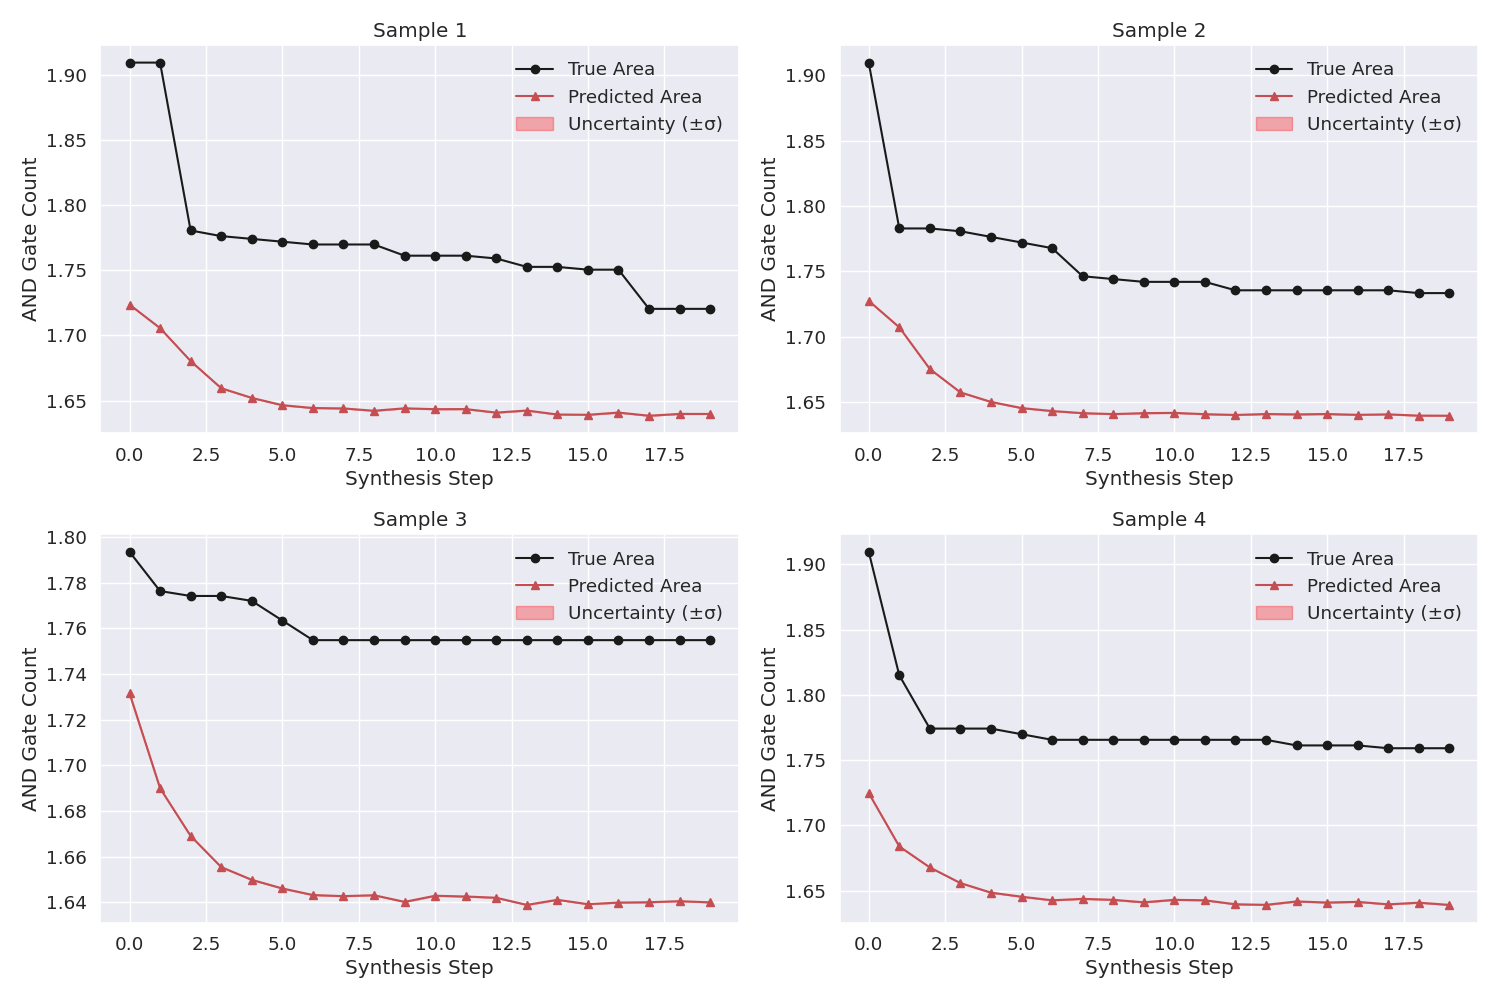 Sample 1
True Area
Predicted Area
Uncertainty (±σ)
AND Gate Count
1.90
1.85
1.80
1.75
1.70
1.65
0.0 2.5 5.0 7.5 10.0 12.5 15.0 17.5
Synthesis Step
Sample 2
True Area
Predicted Area
Uncertainty (±σ)
AND Gate Count
1.90
1.85
1.80
1.75
1.70
1.65
0.0 2.5 5.0 7.5 10.0 12.5 15.0 17.5
Synthesis Step
Sample 3
True Area
Predicted Area
Uncertainty (±σ)
AND Gate Count
1.80
1.78
1.76
1.74
1.72
1.70
1.68
1.66
1.64
0.0 2.5 5.0 7.5 10.0 12.5 15.0 17.5
Synthesis Step
Sample 4
True Area
Predicted Area
Uncertainty (±σ)
AND Gate Count
1.90
1.85
1.80
1.75
1.70
1.65
0.0 2.5 5.0 7.5 10.0 12.5 15.0 17.5
Synthesis Step